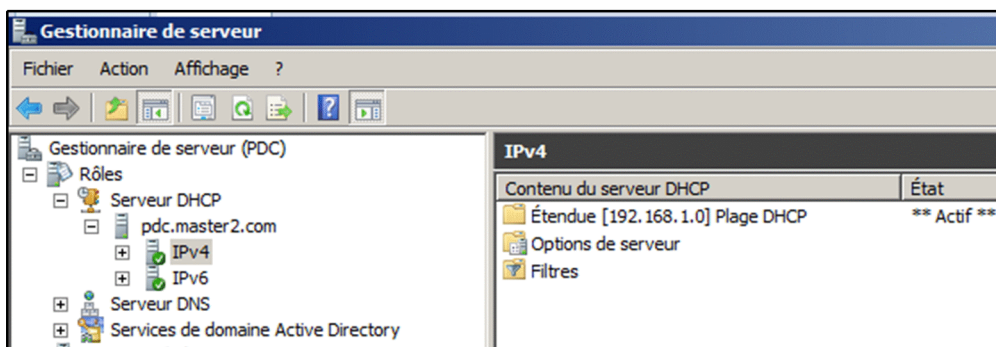 Gestionnaire de serveur
Fichier Action Affichage ?
Gestionnaire de serveur (PDC)
Rôles
Serveur DHCP
pdc.master2.com
IPv4
IPv6
Serveur DNS
Services de domaine Active Directory
IPv4
Contenu du serveur DHCP État
Étendue [192.168.1.0] Plage DHCP ** Actif **
Options de serveur
Filtres